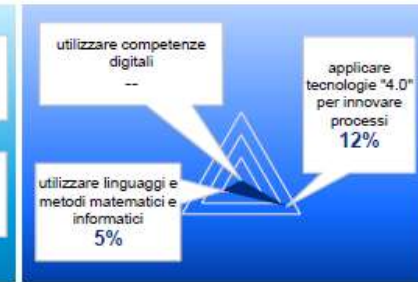 utilizzare competenze
digitali
--
applicare
tecnologie "4.0"
per innovare
processi
12%
utilizzare linguaggi e
metodi matematici e
informatici
5%